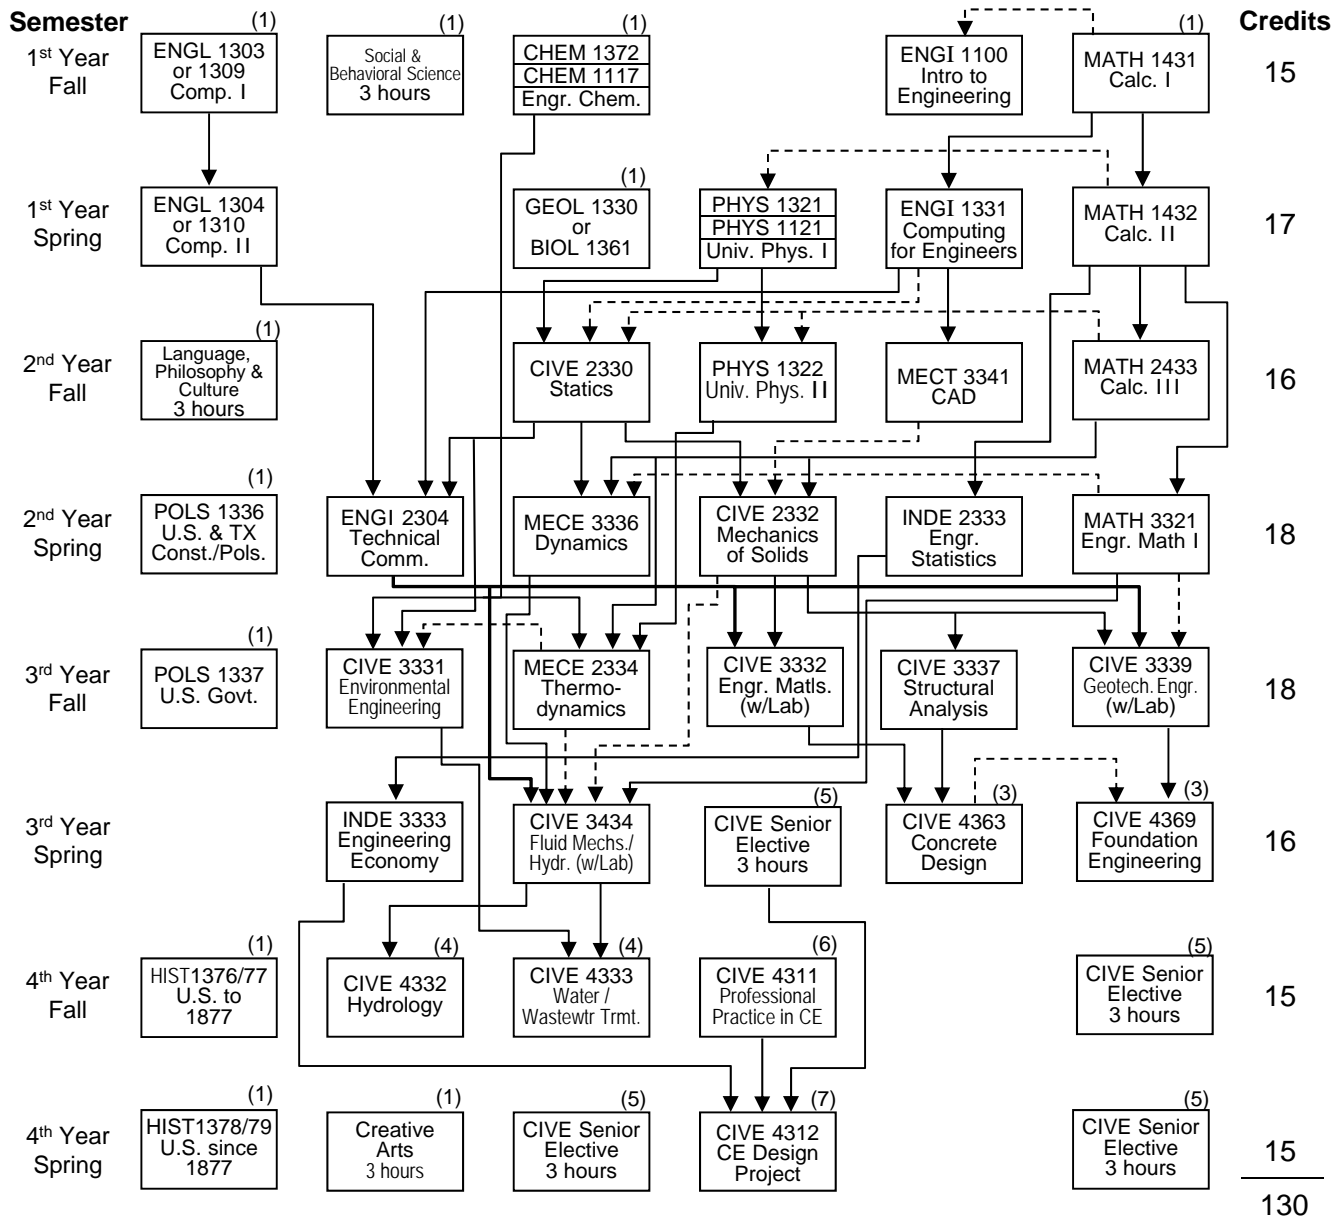 Semester
Credits
1st Year
Fall
(1)
ENGL 1303
or 1309
Comp. I
(1)
Social &
Behavioral Science
3 hours
(1)
CHEM 1372
CHEM 1117
Engr. Chem.
ENGI 1100
Intro to
Engineering
(1)
MATH 1431
Calc. I
15
1st Year
Spring
ENGL 1304
or 1310
Comp. II
(1)
GEOL 1330
or
BIOL 1361
PHYS 1321
PHYS 1121
Univ. Phys. I
ENGI 1331
Computing
for Engineers
MATH 1432
Calc. II
17
2nd Year
Fall
(1)
Language,
Philosophy &
Culture
3 hours
CIVE 2330
Statics
PHYS 1322
Univ. Phys. II
MECT 3341
CAD
MATH 2433
Calc. III
16
2nd Year
Spring
(1)
POLS 1336
U.S. & TX
Const./Pols.
ENGI 2304
Technical
Comm.
MECE 3336
Dynamics
CIVE 2332
Mechanics
of Solids
INDE 2333
Engr.
Statistics
MATH 3321
Engr. Math I
18
3rd Year
Fall
(1)
POLS 1337
U.S. Govt.
CIVE 3331
Environmental
Engineering
MECE 2334
Thermo-
dynamics
CIVE 3332
Engr. Matls.
(w/Lab)
CIVE 3337
Structural
Analysis
CIVE 3339
Geotech. Engr.
(w/Lab)
18
3rd Year
Spring
INDE 3333
Engineering
Economy
CIVE 3434
Fluid Mechs./
Hydr. (w/Lab)
(5)
CIVE Senior
Elective
3 hours
(3)
CIVE 4363
Concrete
Design
(3)
CIVE 4369
Foundation
Engineering
16
4th Year
Fall
(1)
HIST1376/77
U.S. to
1877
(4)
CIVE 4332
Hydrology
(4)
CIVE 4333
Water /
Wastewtr Trmt.
(6)
CIVE 4311
Professional
Practice in CE
(5)
CIVE Senior
Elective
3 hours
15
4th Year
Spring
(1)
HIST1378/79
U.S. since
1877
(1)
Creative
Arts
3 hours
(5)
CIVE Senior
Elective
3 hours
(7)
CIVE 4312
CE Design
Project
(5)
CIVE Senior
Elective
3 hours
15
130